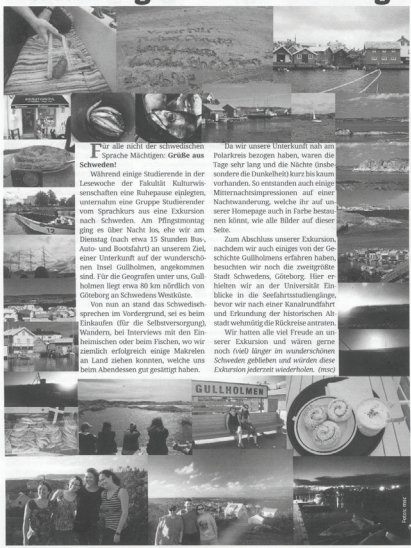 Für alle nicht der schwedischen
Sprache Mächtigen: Grüße aus
Schweden!
Während einige Studierende in der
Lesewoche der Fakultät Kulturwis-
senschaften eine Ruhepause einlegten,
unternahm eine Gruppe Studierender
vom Sprachkurs aus eine Exkursion
nach Schweden. Am Pfingstmontag
ging es über Nacht los, ehe wir am
Dienstag (nach etwa 15 Stunden Bus-,
Auto- und Bootsfahrt) an unseren Ziel,
einer Unterkunft auf der wunderschö-
nen Insel Gullholmen, angekommen
sind. Für die Geografen unter uns, Gull-
holmen liegt etwa 80 km nördlich von
Göteborg an Schwedens Westküste.
Von nun an stand das Schwedisch-
sprechen im Vordergrund, sei es beim
Einkaufen (für die Selbstversorgung),
Wandern, bei Interviews mit den Ein-
heimischen oder beim Fischen, wo wir
ziemlich erfolgreich einige Makrelen
an Land ziehen konnten, welche uns
beim Abendessen gut gesättigt haben.
Da wir unsere Unterkunft nah am
Polarkreis bezogen haben, waren die
Tage sehr lang und die Nächte (insbe-
sondere die Dunkelheit) kurz bis kaum
vorhanden. So entstanden auch einige
Mitternachtsimpressionen auf einer
Nachtwanderung, welche ihr auf un-
serer Homepage auch in Farbe bestau-
nen könnt, wie alle Bilder auf dieser
Seite.
Zum Abschluss unserer Exkursion,
nachdem wir auch einiges von der Ge-
schichte Gullholmens erfahren haben,
besuchten wir noch die zweitgrößte
Stadt Schwedens, Göteborg. Hier er-
hielten wir an der Universität Ein-
blicke in die Seefahrtsstudiengänge,
bevor wir nach einer Kanalrundfahrt
und Erkundung der historischen Alt-
stadt wehmütig die Rückreise antraten.
Wir hatten alle viel Freude an un-
serer Exkursion und wären gerne
noch (viel) länger im wunderschönen
Schweden geblieben und würden diese
Exkursion jederzeit wiederholen. (msc)
GULLHOLMEN
Fotos: msc